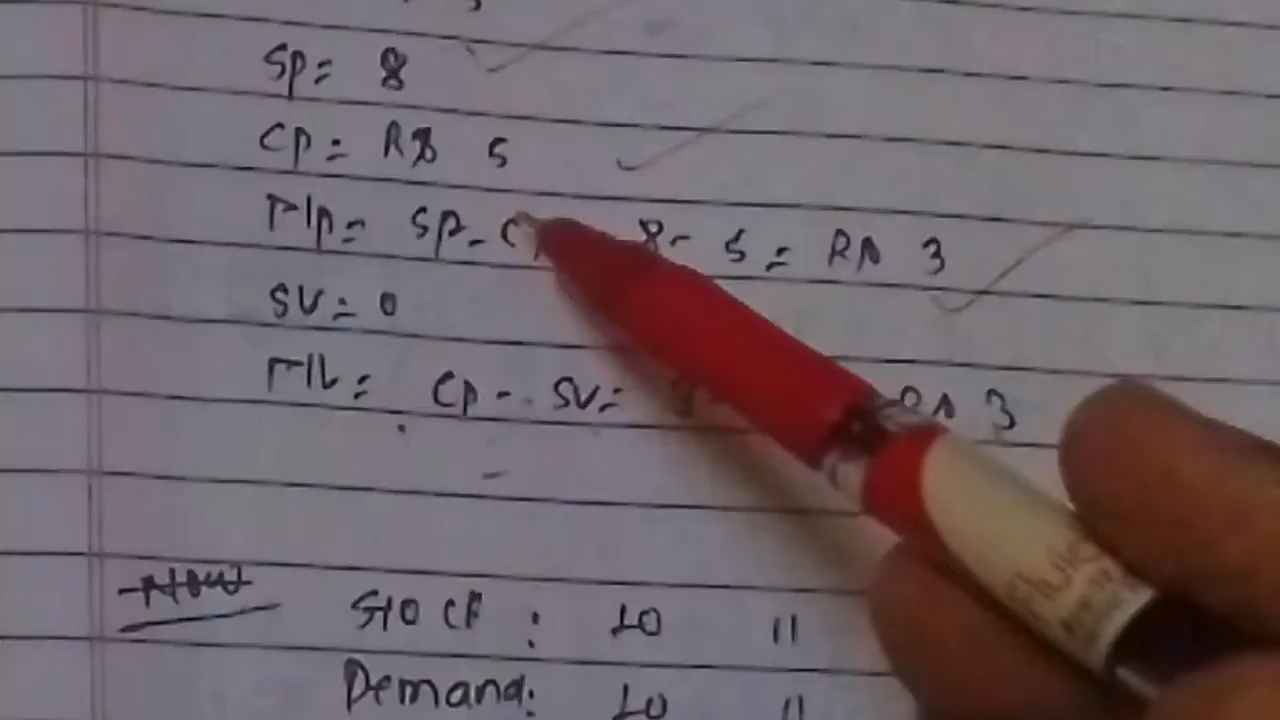 SP= 8
CP= Rs 5
M/P= SP- 8- 5 = Rs 3
SV= 0
M/L= CP- SV= Rs 3
Now
Stock : 10 11
Demand: 10 11